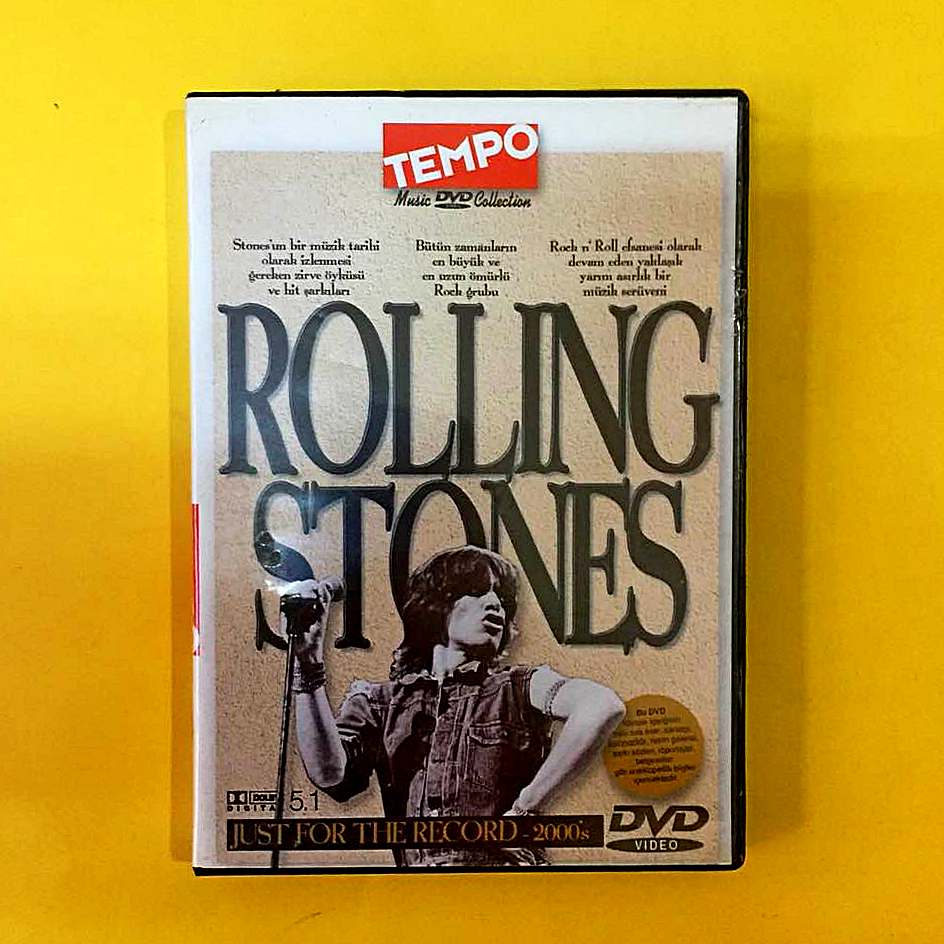 TEMPO
Music DVD Collection
Stones'un bir müzik tarihi
olarak izlenmesi
gereken zirve öyküsü
ve hit şarkıları
Bütün zamanların
en büyük ve
en uzun ömürlü
Rock grubu
Rock n' Roll efsanesi olarak
devam eden yaklaşık
yarım asırlık bir
müzik serüveni
ROLLING
STONES
Bu DVD
DOLBY
DIGITAL
5.1
JUST FOR THE RECORD - 2000's
DVD
VIDEO